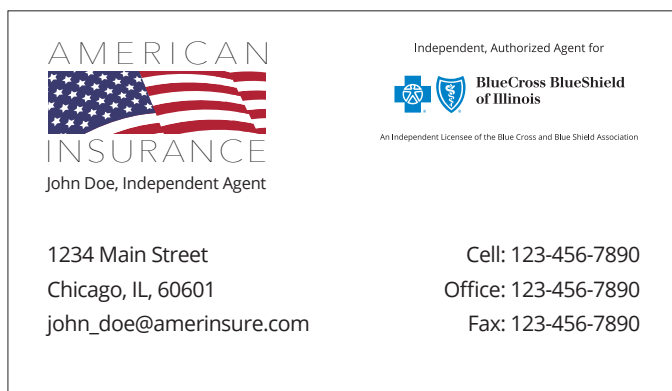 AMERICAN
INSURANCE
John Doe, Independent Agent
Independent, Authorized Agent for
BlueCross BlueShield
of Illinois
An Independent Licensee of the Blue Cross and Blue Shield Association
1234 Main Street
Chicago, IL, 60601
john_doe@amerinsure.com
Cell: 123-456-7890
Office: 123-456-7890
Fax: 123-456-7890